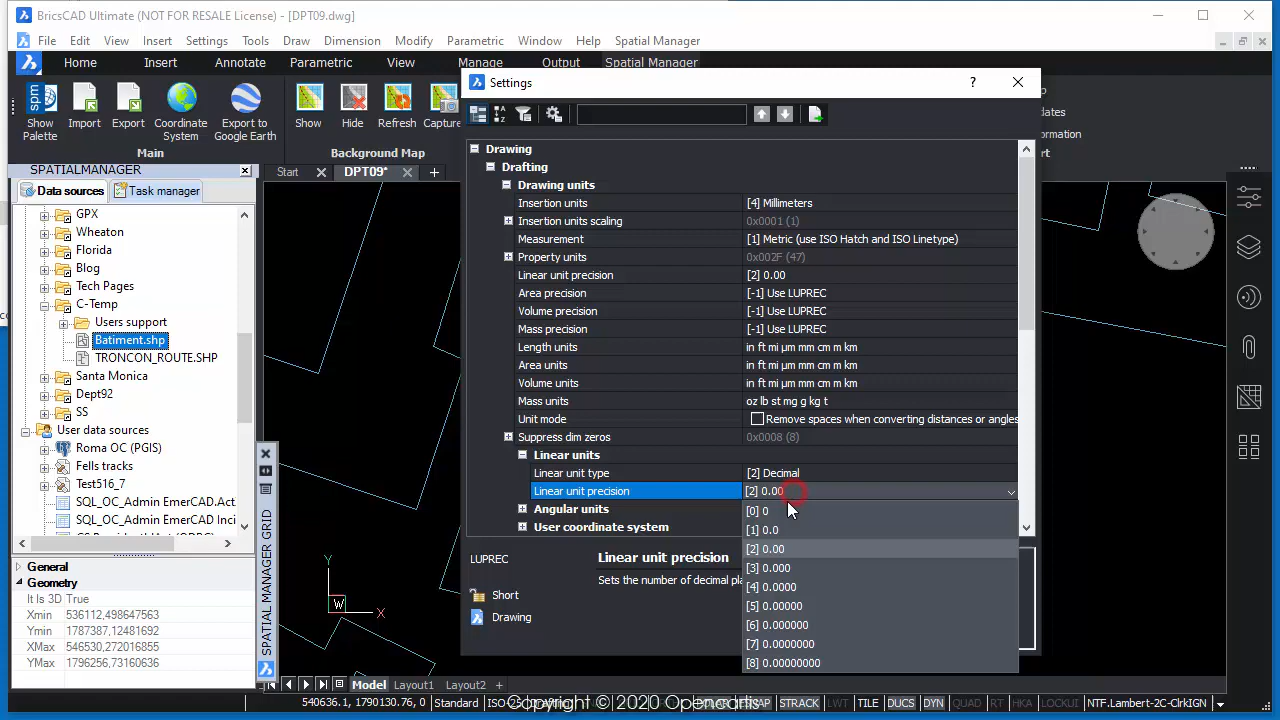 BricsCAD Ultimate (NOT FOR RESALE License) - [DPT09.dwg]
File Edit View Insert Settings Tools Draw Dimension Modify Parametric Window Help Spatial Manager
Home Insert Annotate Parametric View Manage Output Spatial Manager
Show Palette
Import
Export
Coordinate System
Export to Google Earth
Main
Show
Hide
Refresh
Capture
Background Map
SPATIALMANAGER
Data sources
Task manager
GPX
Wheaton
Florida
Blog
Tech Pages
C-Temp
Users support
Batiment.shp
TRONCON_ROUTE.SHP
Santa Monica
Dept92
SS
User data sources
Roma OC (PGIS)
Fells tracks
Test516_7
SQL_OC_Admin EmerCAD.Act
SQL_OC_Admin EmerCAD Inci
General
Geometry
It Is 3D True
Xmin 536112,498647563
Ymin 1787387,12481692
XMax 546530,272016855
YMax 1796256,73160636
SPATIAL MANAGER GRID
Start
DPT09*
Settings
Drawing
Drafting
Drawing units
Insertion units [4] Millimeters
Insertion units scaling 0x0001 (1)
Measurement [1] Metric (use ISO Hatch and ISO Linetype)
Property units 0x002F (47)
Linear unit precision [2] 0.00
Area precision [-1] Use LUPREC
Volume precision [-1] Use LUPREC
Mass precision [-1] Use LUPREC
Length units in ft mi µm mm cm m km
Area units in ft mi µm mm cm m km
Volume units in ft mi µm mm cm m km
Mass units oz lb st mg g kg t
Unit mode Remove spaces when converting distances or angles
Suppress dim zeros 0x0008 (8)
Linear units
Linear unit type [2] Decimal
Linear unit precision [2] 0.00
Angular units
User coordinate system
[0] 0
[1] 0.0
[2] 0.00
[3] 0.000
[4] 0.0000
[5] 0.00000
[6] 0.000000
[7] 0.0000000
[8] 0.00000000
LUPREC
Linear unit precision
Sets the number of decimal pla
Short
Drawing
Y
W
X
Model Layout1 Layout2
540636.1, 1790130.76, 0 Standard ISO-25 STRACK LWT TILE DUCS DYN QUAD RT HKA LOCKUI NTF.Lambert-2C-ClrkIGN
Copyright © 2020 Opencartis